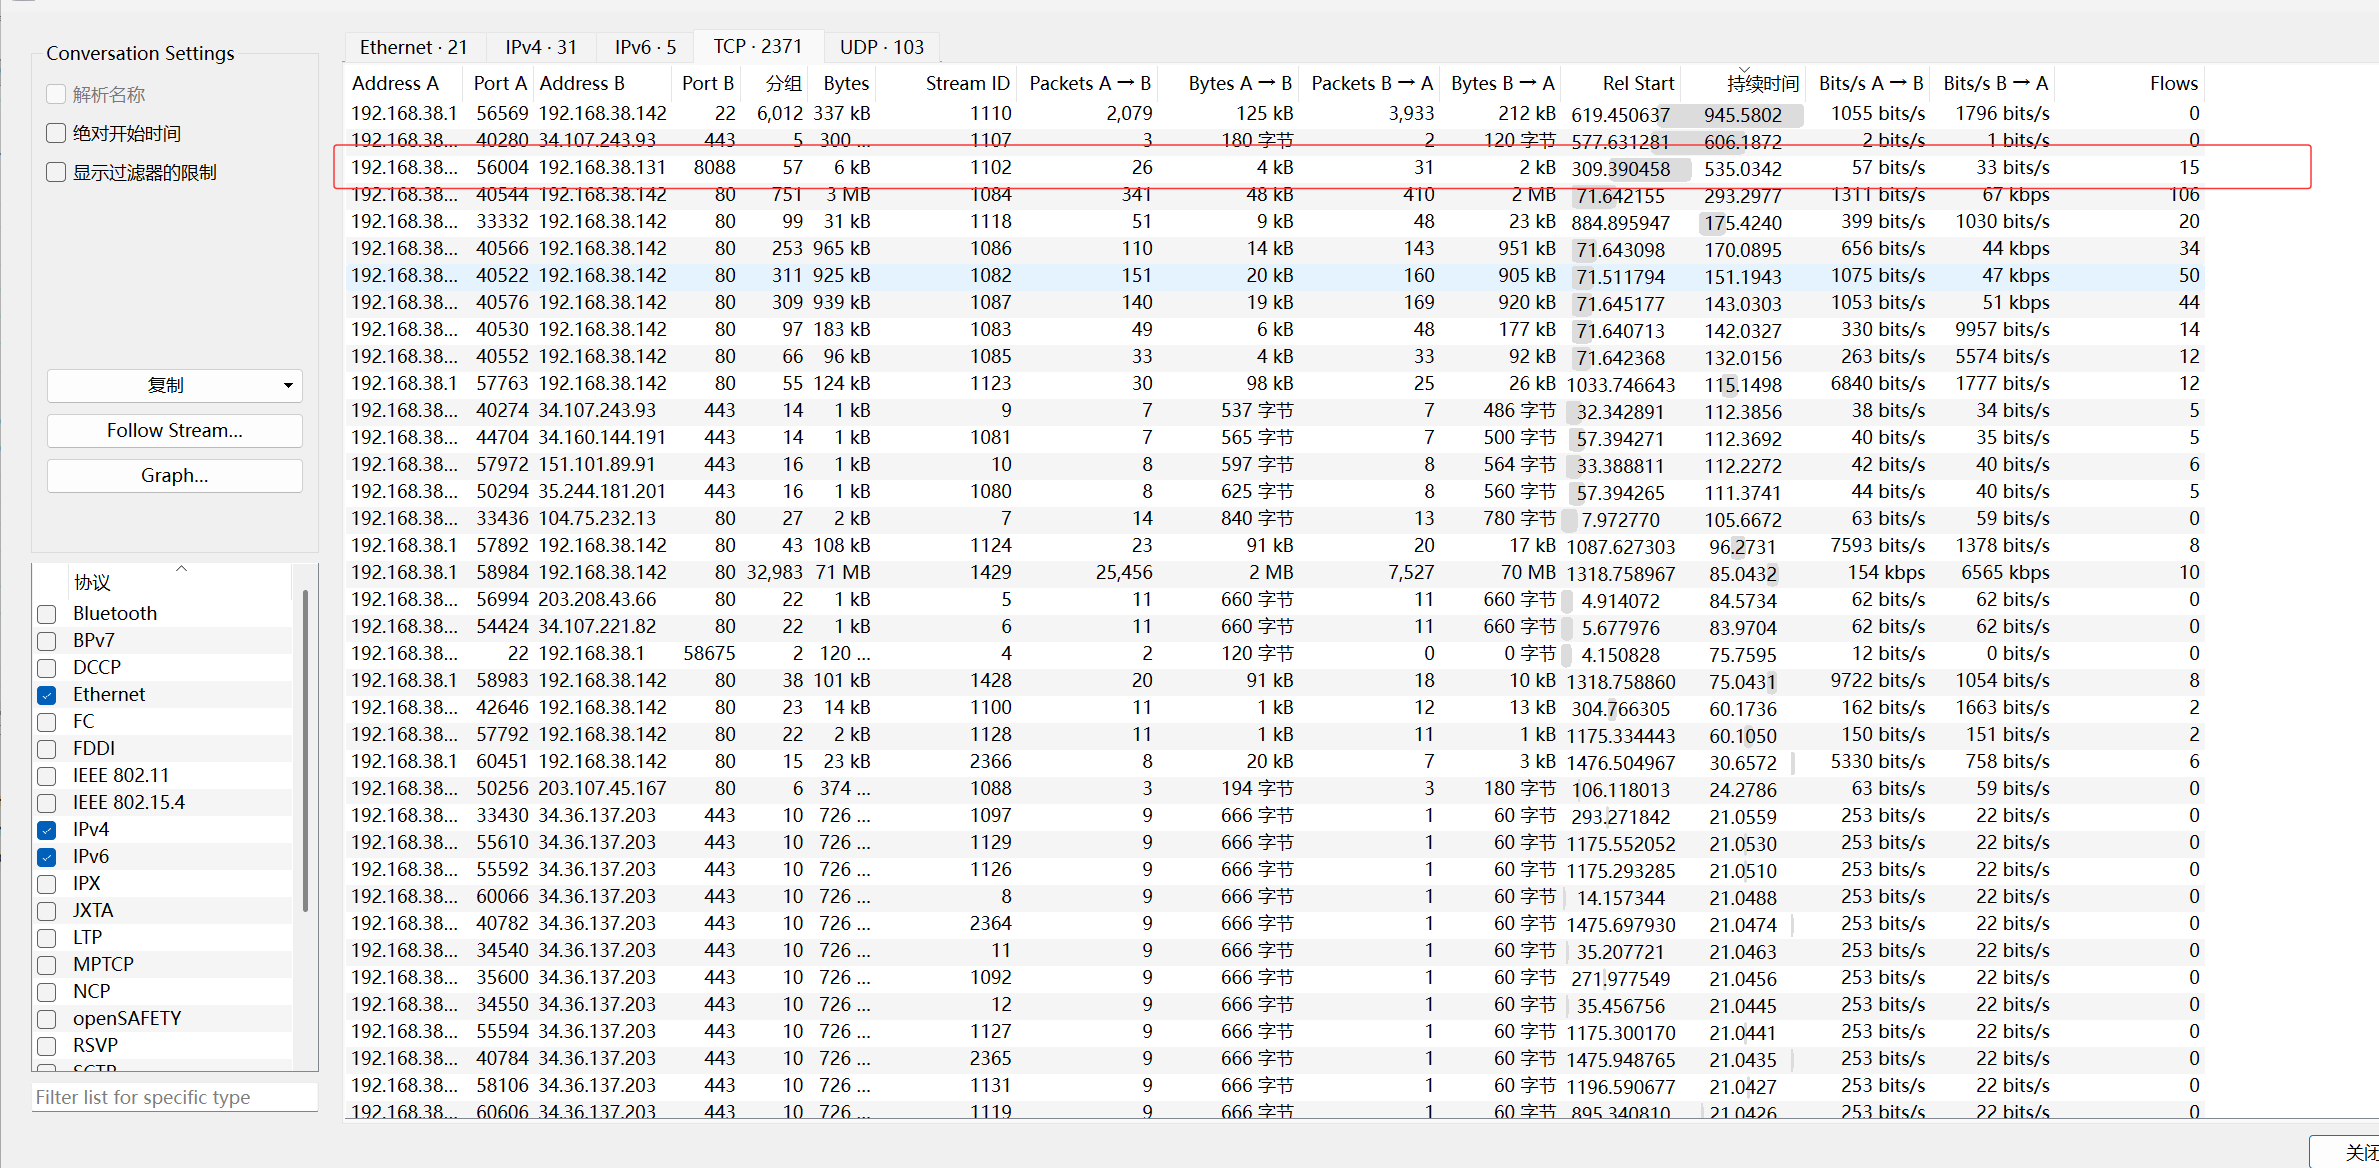 Conversation Settings
解析名称
绝对开始时间
显示过滤器的限制
复制
Follow Stream...
Graph...
协议
Bluetooth
BPv7
DCCP
Ethernet
FC
FDDI
IEEE 802.11
IEEE 802.15.4
IPv4
IPv6
IPX
JXTA
LTP
MPTCP
NCP
openSAFETY
RSVP
SCTP
Filter list for specific type
Ethernet · 21 IPv4 · 31 IPv6 · 5 TCP · 2371 UDP · 103
Address A Port A Address B Port B 分组 Bytes Stream ID Packets A → B Bytes A → B Packets B → A Bytes B → A Rel Start 持续时间 Bits/s A → B Bits/s B → A Flows
192.168.38.1 56569 192.168.38.142 22 6,012 337 kB 1110 2,079 125 kB 3,933 212 kB 619.450637 945.5802 1055 bits/s 1796 bits/s 0
192.168.38... 40280 34.107.243.93 443 5 300 ... 1107 3 180 字节 2 120 字节 577.631281 606.1872 2 bits/s 1 bits/s 0
192.168.38... 56004 192.168.38.131 8088 57 6 kB 1102 26 4 kB 31 2 kB 309.390458 535.0342 57 bits/s 33 bits/s 15
192.168.38... 40544 192.168.38.142 80 751 3 MB 1084 341 48 kB 410 2 MB 71.642155 293.2977 1311 bits/s 67 kbps 106
192.168.38... 33332 192.168.38.142 80 99 31 kB 1118 51 9 kB 48 23 kB 884.895947 175.4240 399 bits/s 1030 bits/s 20
192.168.38... 40566 192.168.38.142 80 253 965 kB 1086 110 14 kB 143 951 kB 71.643098 170.0895 656 bits/s 44 kbps 34
192.168.38... 40522 192.168.38.142 80 311 925 kB 1082 151 20 kB 160 905 kB 71.511794 151.1943 1075 bits/s 47 kbps 50
192.168.38... 40576 192.168.38.142 80 309 939 kB 1087 140 19 kB 169 920 kB 71.645177 143.0303 1053 bits/s 51 kbps 44
192.168.38... 40530 192.168.38.142 80 97 183 kB 1083 49 6 kB 48 177 kB 71.640713 142.0327 330 bits/s 9957 bits/s 14
192.168.38... 40552 192.168.38.142 80 66 96 kB 1085 33 4 kB 33 92 kB 71.642368 132.0156 263 bits/s 5574 bits/s 12
192.168.38.1 57763 192.168.38.142 80 55 124 kB 1123 30 98 kB 25 26 kB 1033.746643 115.1498 6840 bits/s 1777 bits/s 12
192.168.38... 40274 34.107.243.93 443 14 1 kB 9 7 537 字节 7 486 字节 32.342891 112.3856 38 bits/s 34 bits/s 5
192.168.38... 44704 34.160.144.191 443 14 1 kB 1081 7 565 字节 7 500 字节 57.394271 112.3692 40 bits/s 35 bits/s 5
192.168.38... 57972 151.101.89.91 443 16 1 kB 10 8 597 字节 8 564 字节 33.388811 112.2272 42 bits/s 40 bits/s 6
192.168.38... 50294 35.244.181.201 443 16 1 kB 1080 8 625 字节 8 560 字节 57.394265 111.3741 44 bits/s 40 bits/s 5
192.168.38... 33436 104.75.232.13 80 27 2 kB 7 14 840 字节 13 780 字节 7.972770 105.6672 63 bits/s 59 bits/s 0
192.168.38.1 57892 192.168.38.142 80 43 108 kB 1124 23 91 kB 20 17 kB 1087.627303 96.2731 7593 bits/s 1378 bits/s 8
192.168.38.1 58984 192.168.38.142 80 32,983 71 MB 1429 25,456 2 MB 7,527 70 MB 1318.758967 85.0432 154 kbps 6565 kbps 10
192.168.38... 56994 203.208.43.66 80 22 1 kB 5 11 660 字节 11 660 字节 4.914072 84.5734 62 bits/s 62 bits/s 0
192.168.38... 54424 34.107.221.82 80 22 1 kB 6 11 660 字节 11 660 字节 5.677976 83.9704 62 bits/s 62 bits/s 0
192.168.38... 22 192.168.38.1 58675 2 120 ... 4 2 120 字节 0 0 字节 4.150828 75.7595 12 bits/s 0 bits/s 0
192.168.38.1 58983 192.168.38.142 80 38 101 kB 1428 20 91 kB 18 10 kB 1318.758860 75.0431 9722 bits/s 1054 bits/s 8
192.168.38... 42646 192.168.38.142 80 23 14 kB 1100 11 1 kB 12 13 kB 304.766305 60.1736 162 bits/s 1663 bits/s 2
192.168.38... 57792 192.168.38.142 80 22 2 kB 1128 11 1 kB 11 1 kB 1175.334443 60.1050 150 bits/s 151 bits/s 2
192.168.38.1 60451 192.168.38.142 80 15 23 kB 2366 8 20 kB 7 3 kB 1476.504967 30.6572 5330 bits/s 758 bits/s 6
192.168.38... 50256 203.107.45.167 80 6 374 ... 1088 3 194 字节 3 180 字节 106.118013 24.2786 63 bits/s 59 bits/s 0
192.168.38... 33430 34.36.137.203 443 10 726 ... 1097 9 666 字节 1 60 字节 293.271842 21.0559 253 bits/s 22 bits/s 0
192.168.38... 55610 34.36.137.203 443 10 726 ... 1129 9 666 字节 1 60 字节 1175.552052 21.0530 253 bits/s 22 bits/s 0
192.168.38... 55592 34.36.137.203 443 10 726 ... 1126 9 666 字节 1 60 字节 1175.293285 21.0510 253 bits/s 22 bits/s 0
192.168.38... 60066 34.36.137.203 443 10 726 ... 8 9 666 字节 1 60 字节 14.157344 21.0488 253 bits/s 22 bits/s 0
192.168.38... 40782 34.36.137.203 443 10 726 ... 2364 9 666 字节 1 60 字节 1475.697930 21.0474 253 bits/s 22 bits/s 0
192.168.38... 34540 34.36.137.203 443 10 726 ... 11 9 666 字节 1 60 字节 35.207721 21.0463 253 bits/s 22 bits/s 0
192.168.38... 35600 34.36.137.203 443 10 726 ... 1092 9 666 字节 1 60 字节 271.977549 21.0456 253 bits/s 22 bits/s 0
192.168.38... 34550 34.36.137.203 443 10 726 ... 12 9 666 字节 1 60 字节 35.456756 21.0445 253 bits/s 22 bits/s 0
192.168.38... 55594 34.36.137.203 443 10 726 ... 1127 9 666 字节 1 60 字节 1175.300170 21.0441 253 bits/s 22 bits/s 0
192.168.38... 40784 34.36.137.203 443 10 726 ... 2365 9 666 字节 1 60 字节 1475.948765 21.0435 253 bits/s 22 bits/s 0
192.168.38... 58106 34.36.137.203 443 10 726 ... 1131 9 666 字节 1 60 字节 1196.590677 21.0427 253 bits/s 22 bits/s 0
192.168.38... 60606 34.36.137.203 443 10 726 ... 1119 9 666 字节 1 60 字节 895.340810 21.0426 253 bits/s 22 bits/s 0
关闭